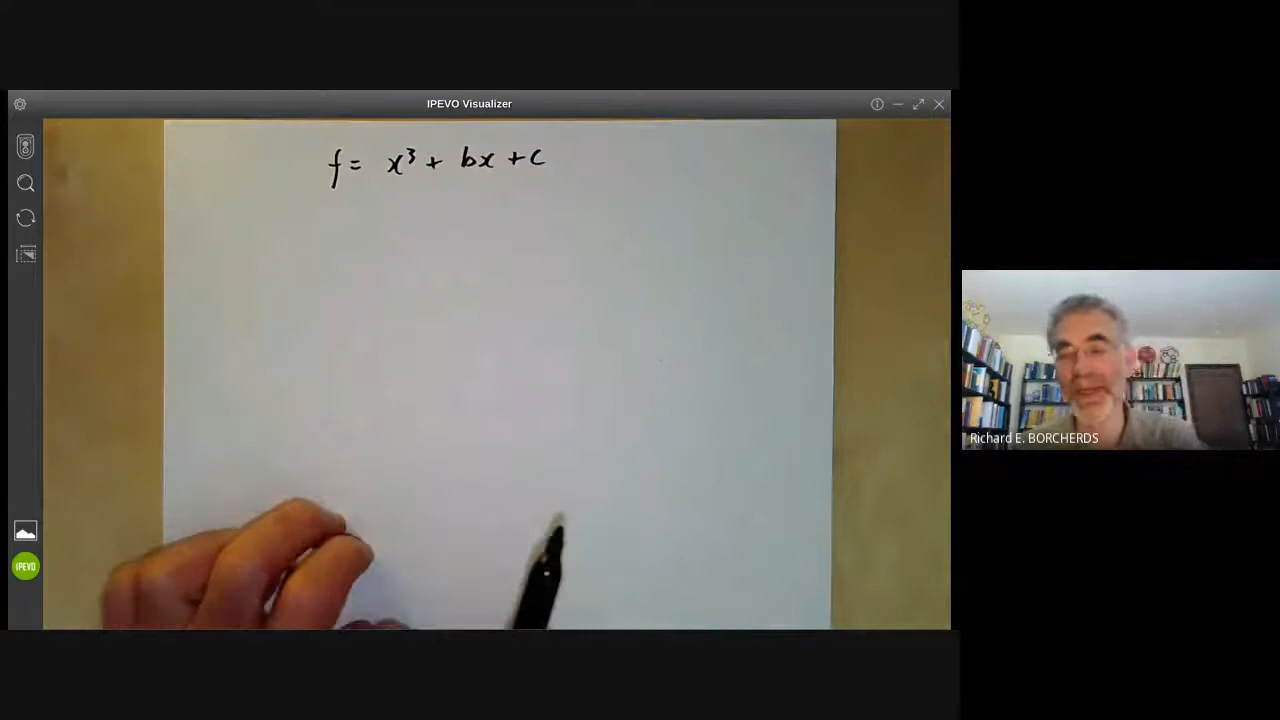 IPEVO Visualizer
f = x³ + bx + c
Richard E. BORCHERDS
IPEVO